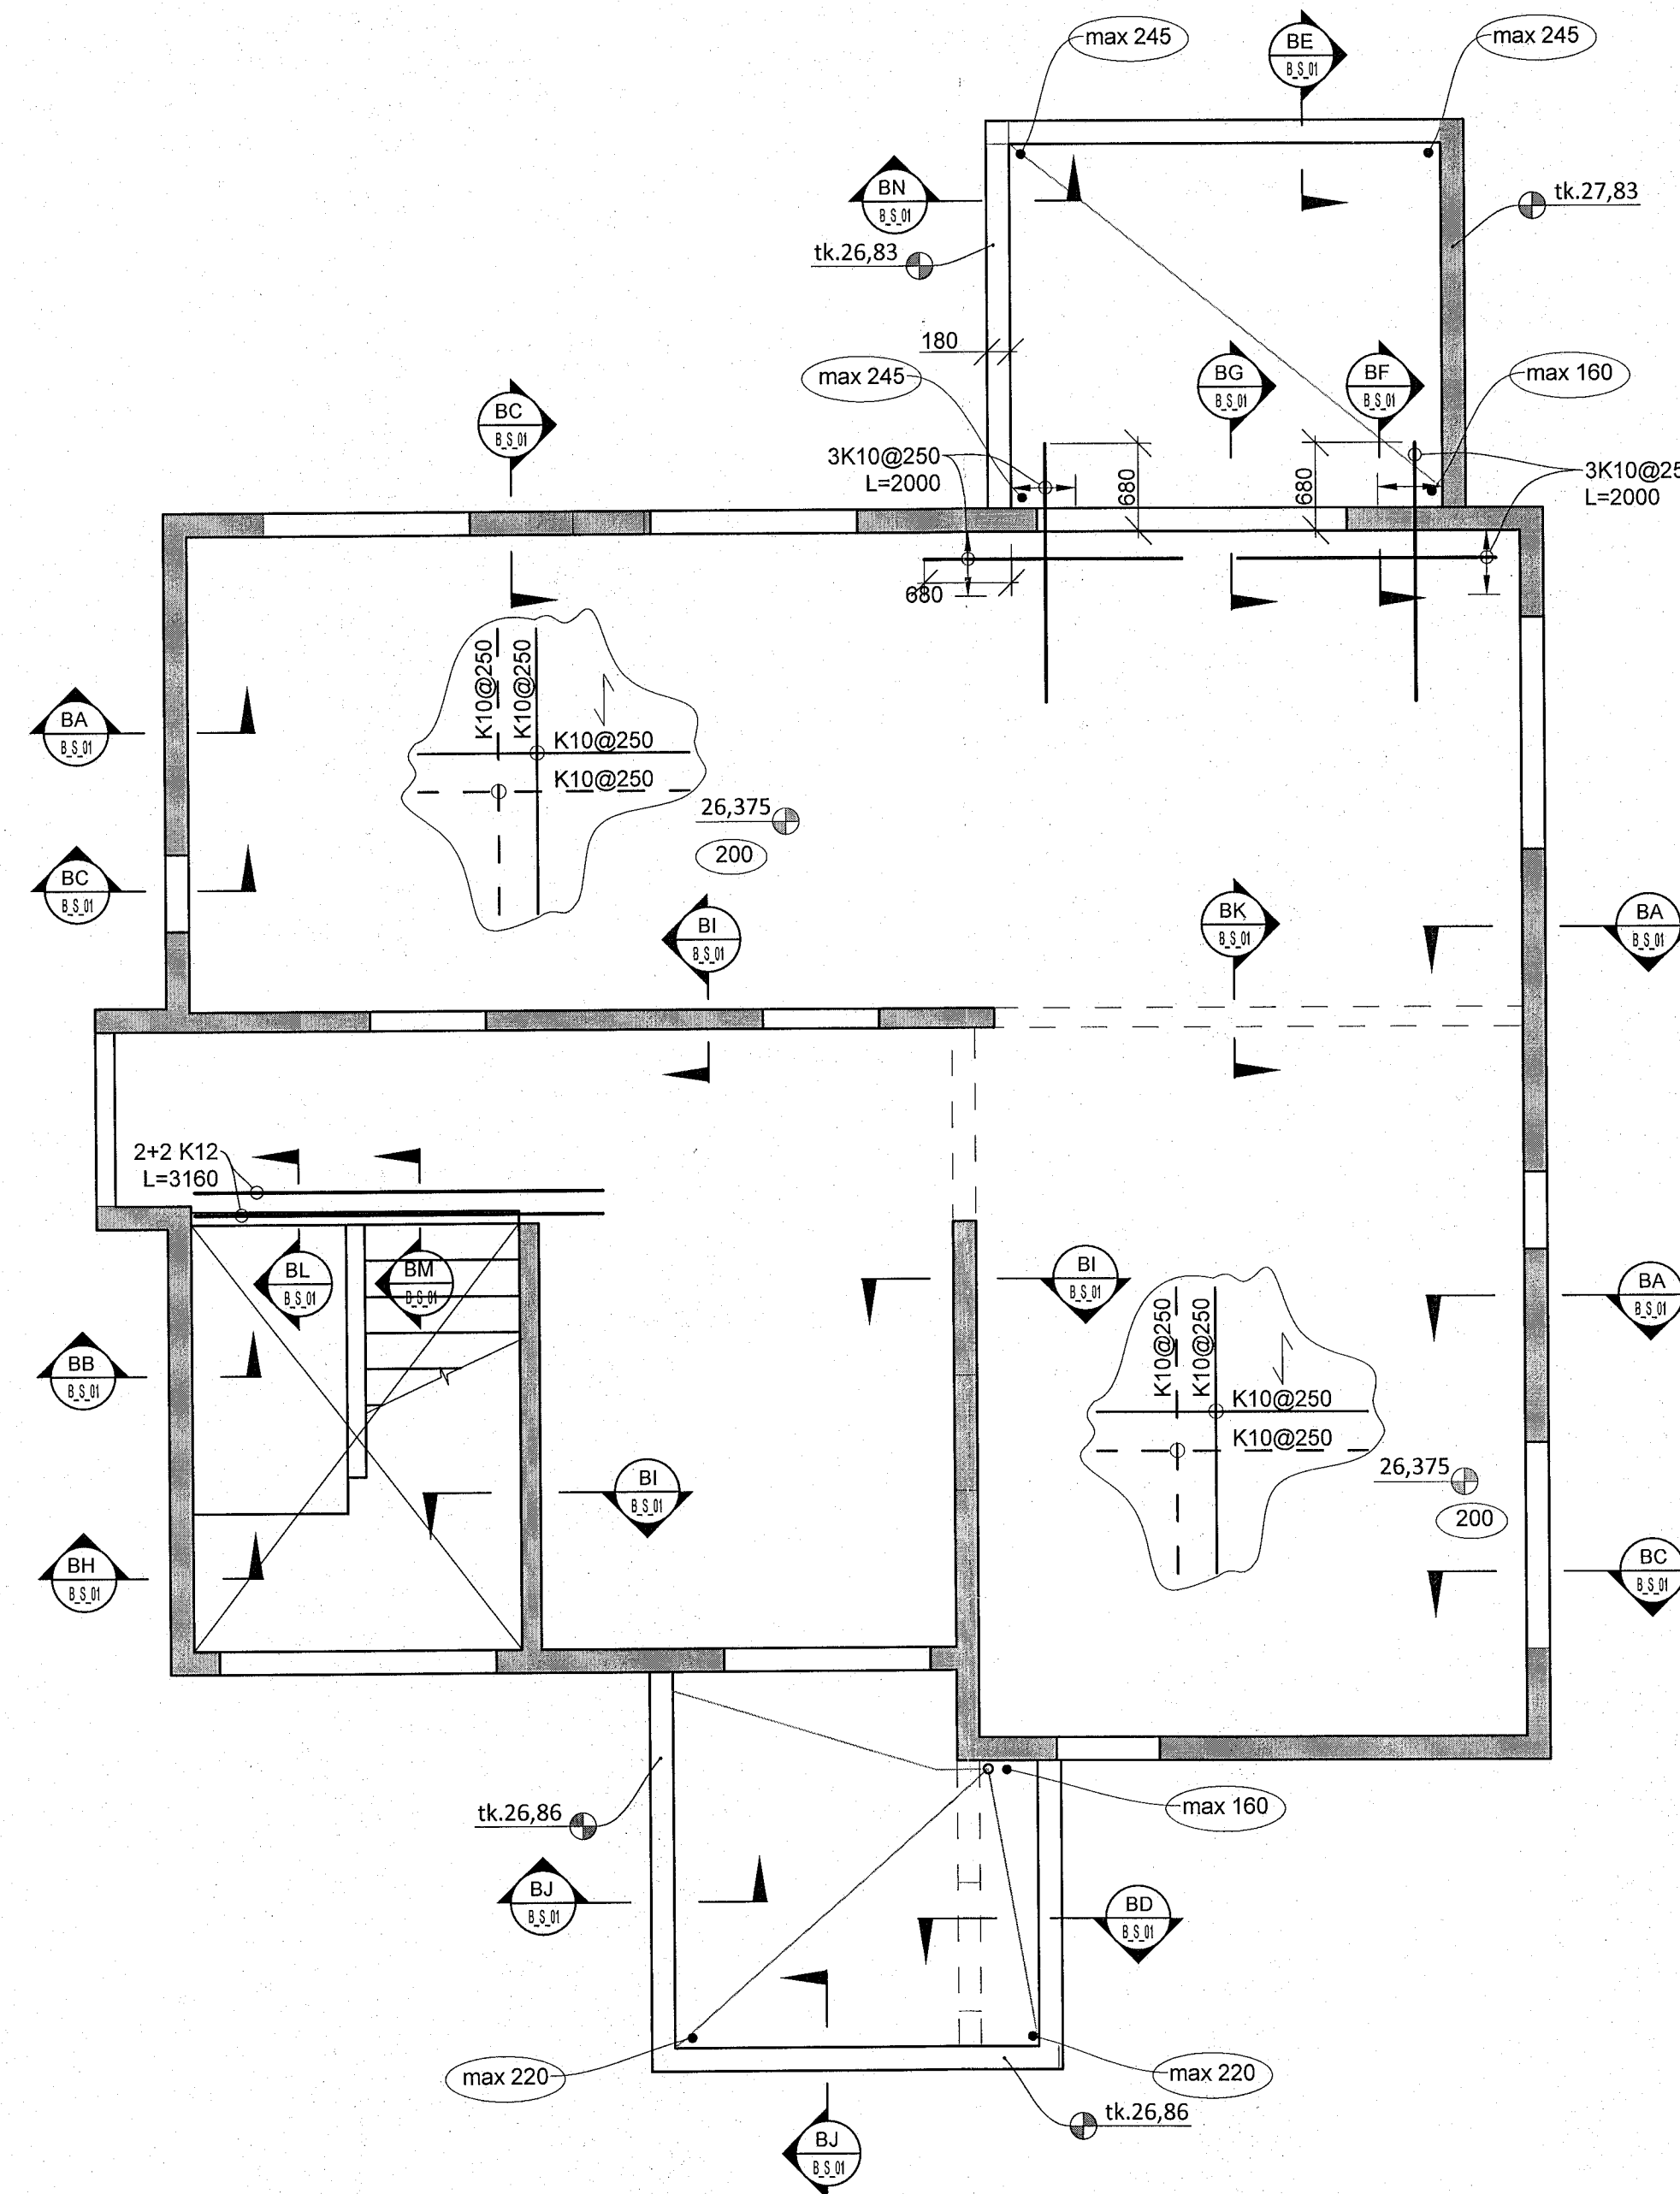 max 245
BE
B_S_01
max 245
BN
B_S_01
tk.27,83
tk.26,83
180
max 245
BG
B_S_01
BF
B_S_01
max 160
BC
B_S_01
3K10@250
L=2000
680
680
3K10@25
L=2000
680
K10@250
K10@250
K10@250
K10@250
BA
B_S_01
26,375
200
BC
B_S_01
BI
B_S_01
BK
B_S_01
BA
B_S_01
2+2 K12
L=3160
BL
B_S_01
BM
B_S_01
BI
B_S_01
BA
B_S_01
K10@250
K10@250
K10@250
K10@250
BB
B_S_01
26,375
200
BI
B_S_01
BH
B_S_01
BC
B_S_01
tk.26,86
max 160
BJ
B_S_01
BD
B_S_01
max 220
max 220
tk.26,86
BJ
B_S_01